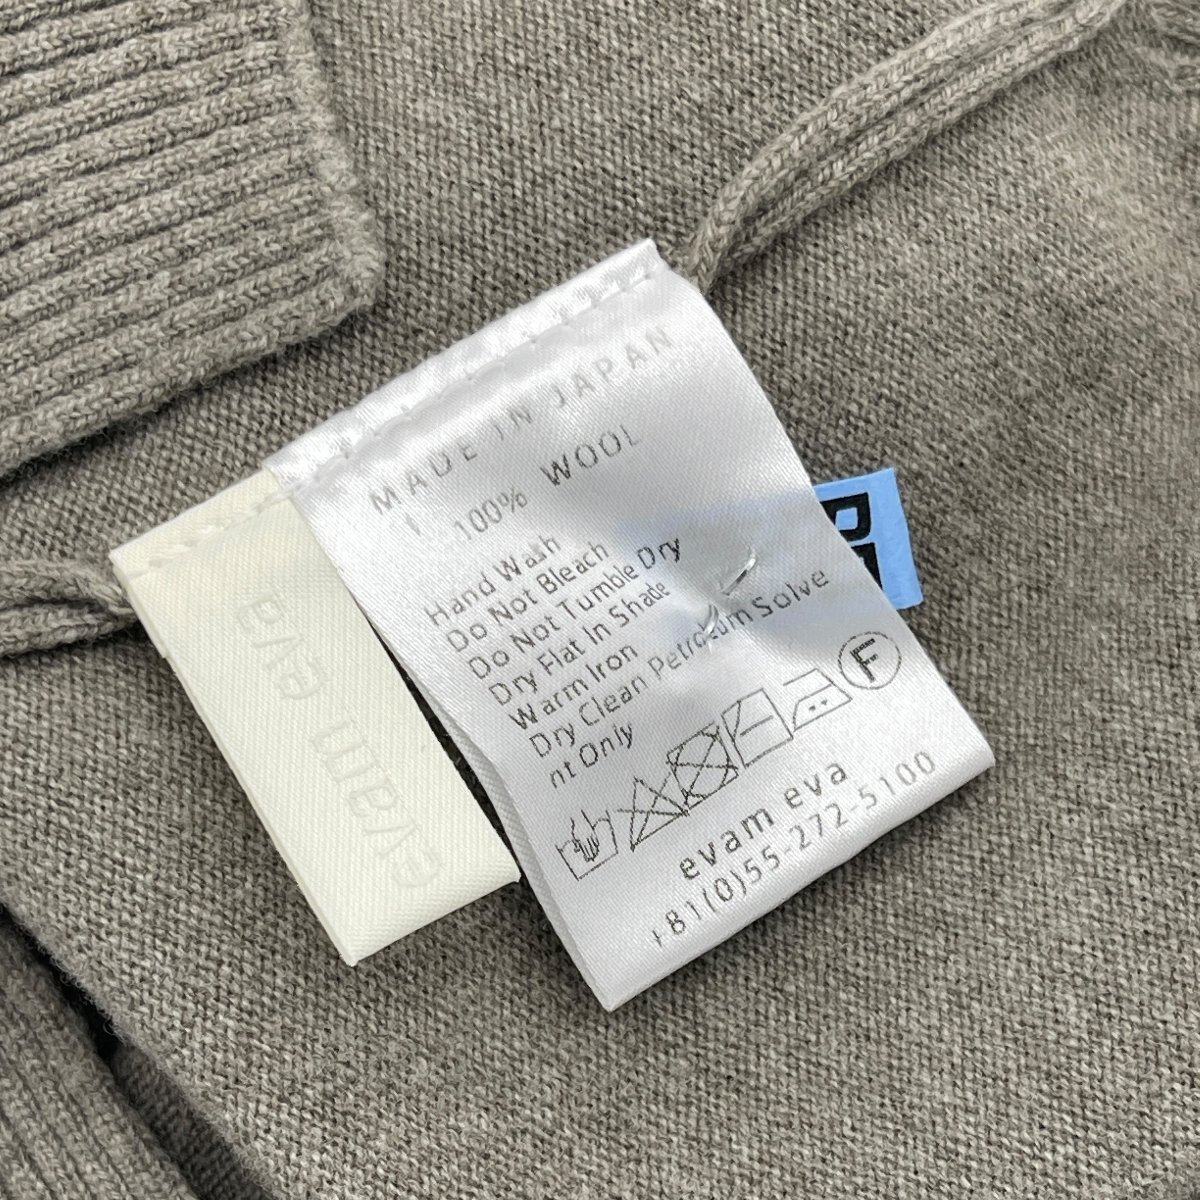 MADE IN JAPAN
100% WOOL
Hand Wash
Do Not Bleach
Do Not Tumble Dry
Dry Flat In Shade
Warm Iron
Dry Clean Petroleum Solve
nt Only
F
evam eva
+81(0)55-272-5100
evam eva